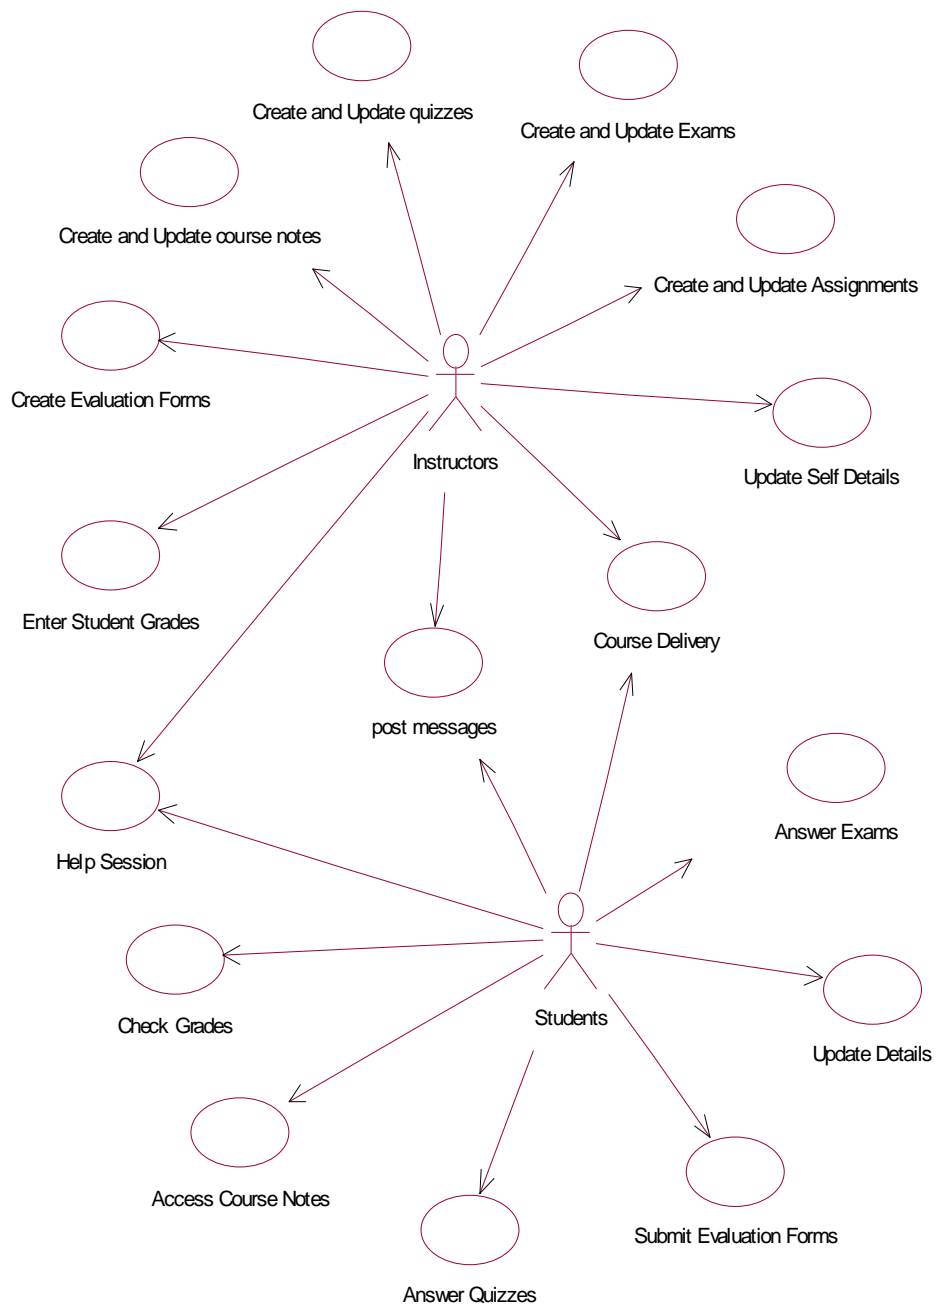 Create and Update quizzes
Create and Update Exams
Create and Update course notes
Create and Update Assignments
Create Evaluation Forms
Instructors
Update Self Details
Enter Student Grades
Course Delivery
post messages
Answer Exams
Help Session
Check Grades
Students
Update Details
Access Course Notes
Submit Evaluation Forms
Answer Quizzes